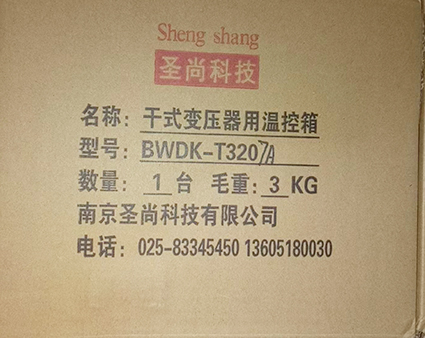 Sheng shang
圣尚科技
名称：干式变压器用温控箱
型号：BWDK-T3207A
数量：1台 毛重：3KG
南京圣尚科技有限公司
电话：025-83345450 13605180030